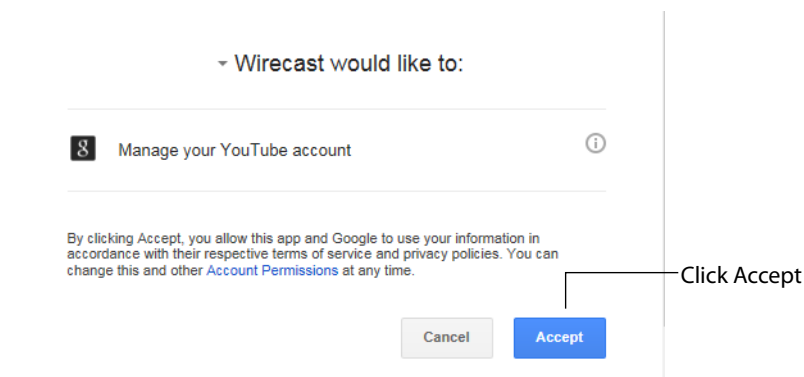 Wirecast would like to:
8 Manage your YouTube account i
By clicking Accept, you allow this app and Google to use your information in
accordance with their respective terms of service and privacy policies. You can
change this and other Account Permissions at any time.
Click Accept
Cancel Accept